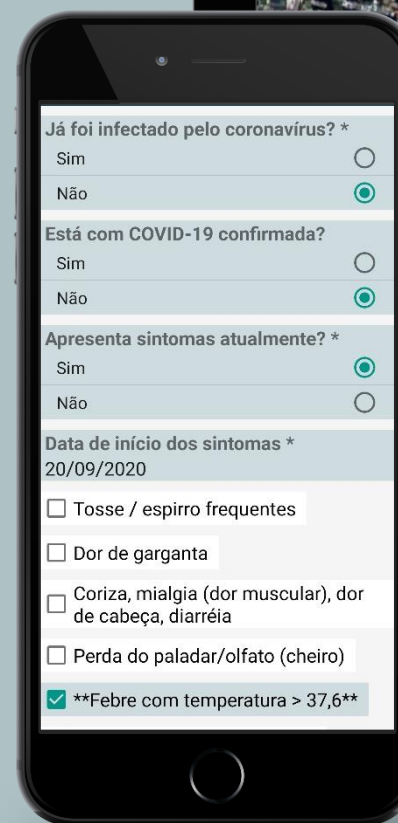 Já foi infectado pelo coronavírus? *
Sim
Não
Está com COVID-19 confirmada?
Sim
Não
Apresenta sintomas atualmente? *
Sim
Não
Data de início dos sintomas *
20/09/2020
Tosse / espirro frequentes
Dor de garganta
Coriza, mialgia (dor muscular), dor
de cabeça, diarréia
Perda do paladar/olfato (cheiro)
**Febre com temperatura > 37,6**